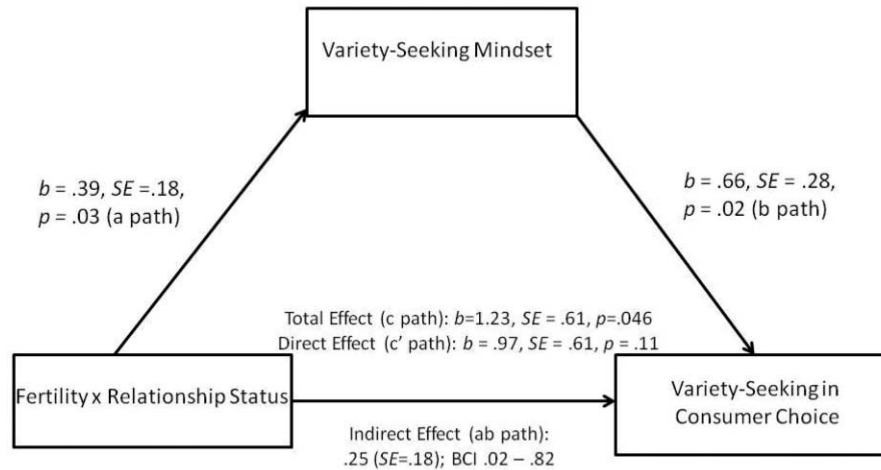 Variety-Seeking Mindset
b = .39, SE =.18,
p = .03 (a path)
b = .66, SE = .28,
p = .02 (b path)
Total Effect (c path): b=1.23, SE = .61, p=.046
Direct Effect (c’ path): b = .97, SE = .61, p = .11
Fertility x Relationship Status
Variety-Seeking in
Consumer Choice
Indirect Effect (ab path):
.25 (SE=.18); BCI .02 – .82